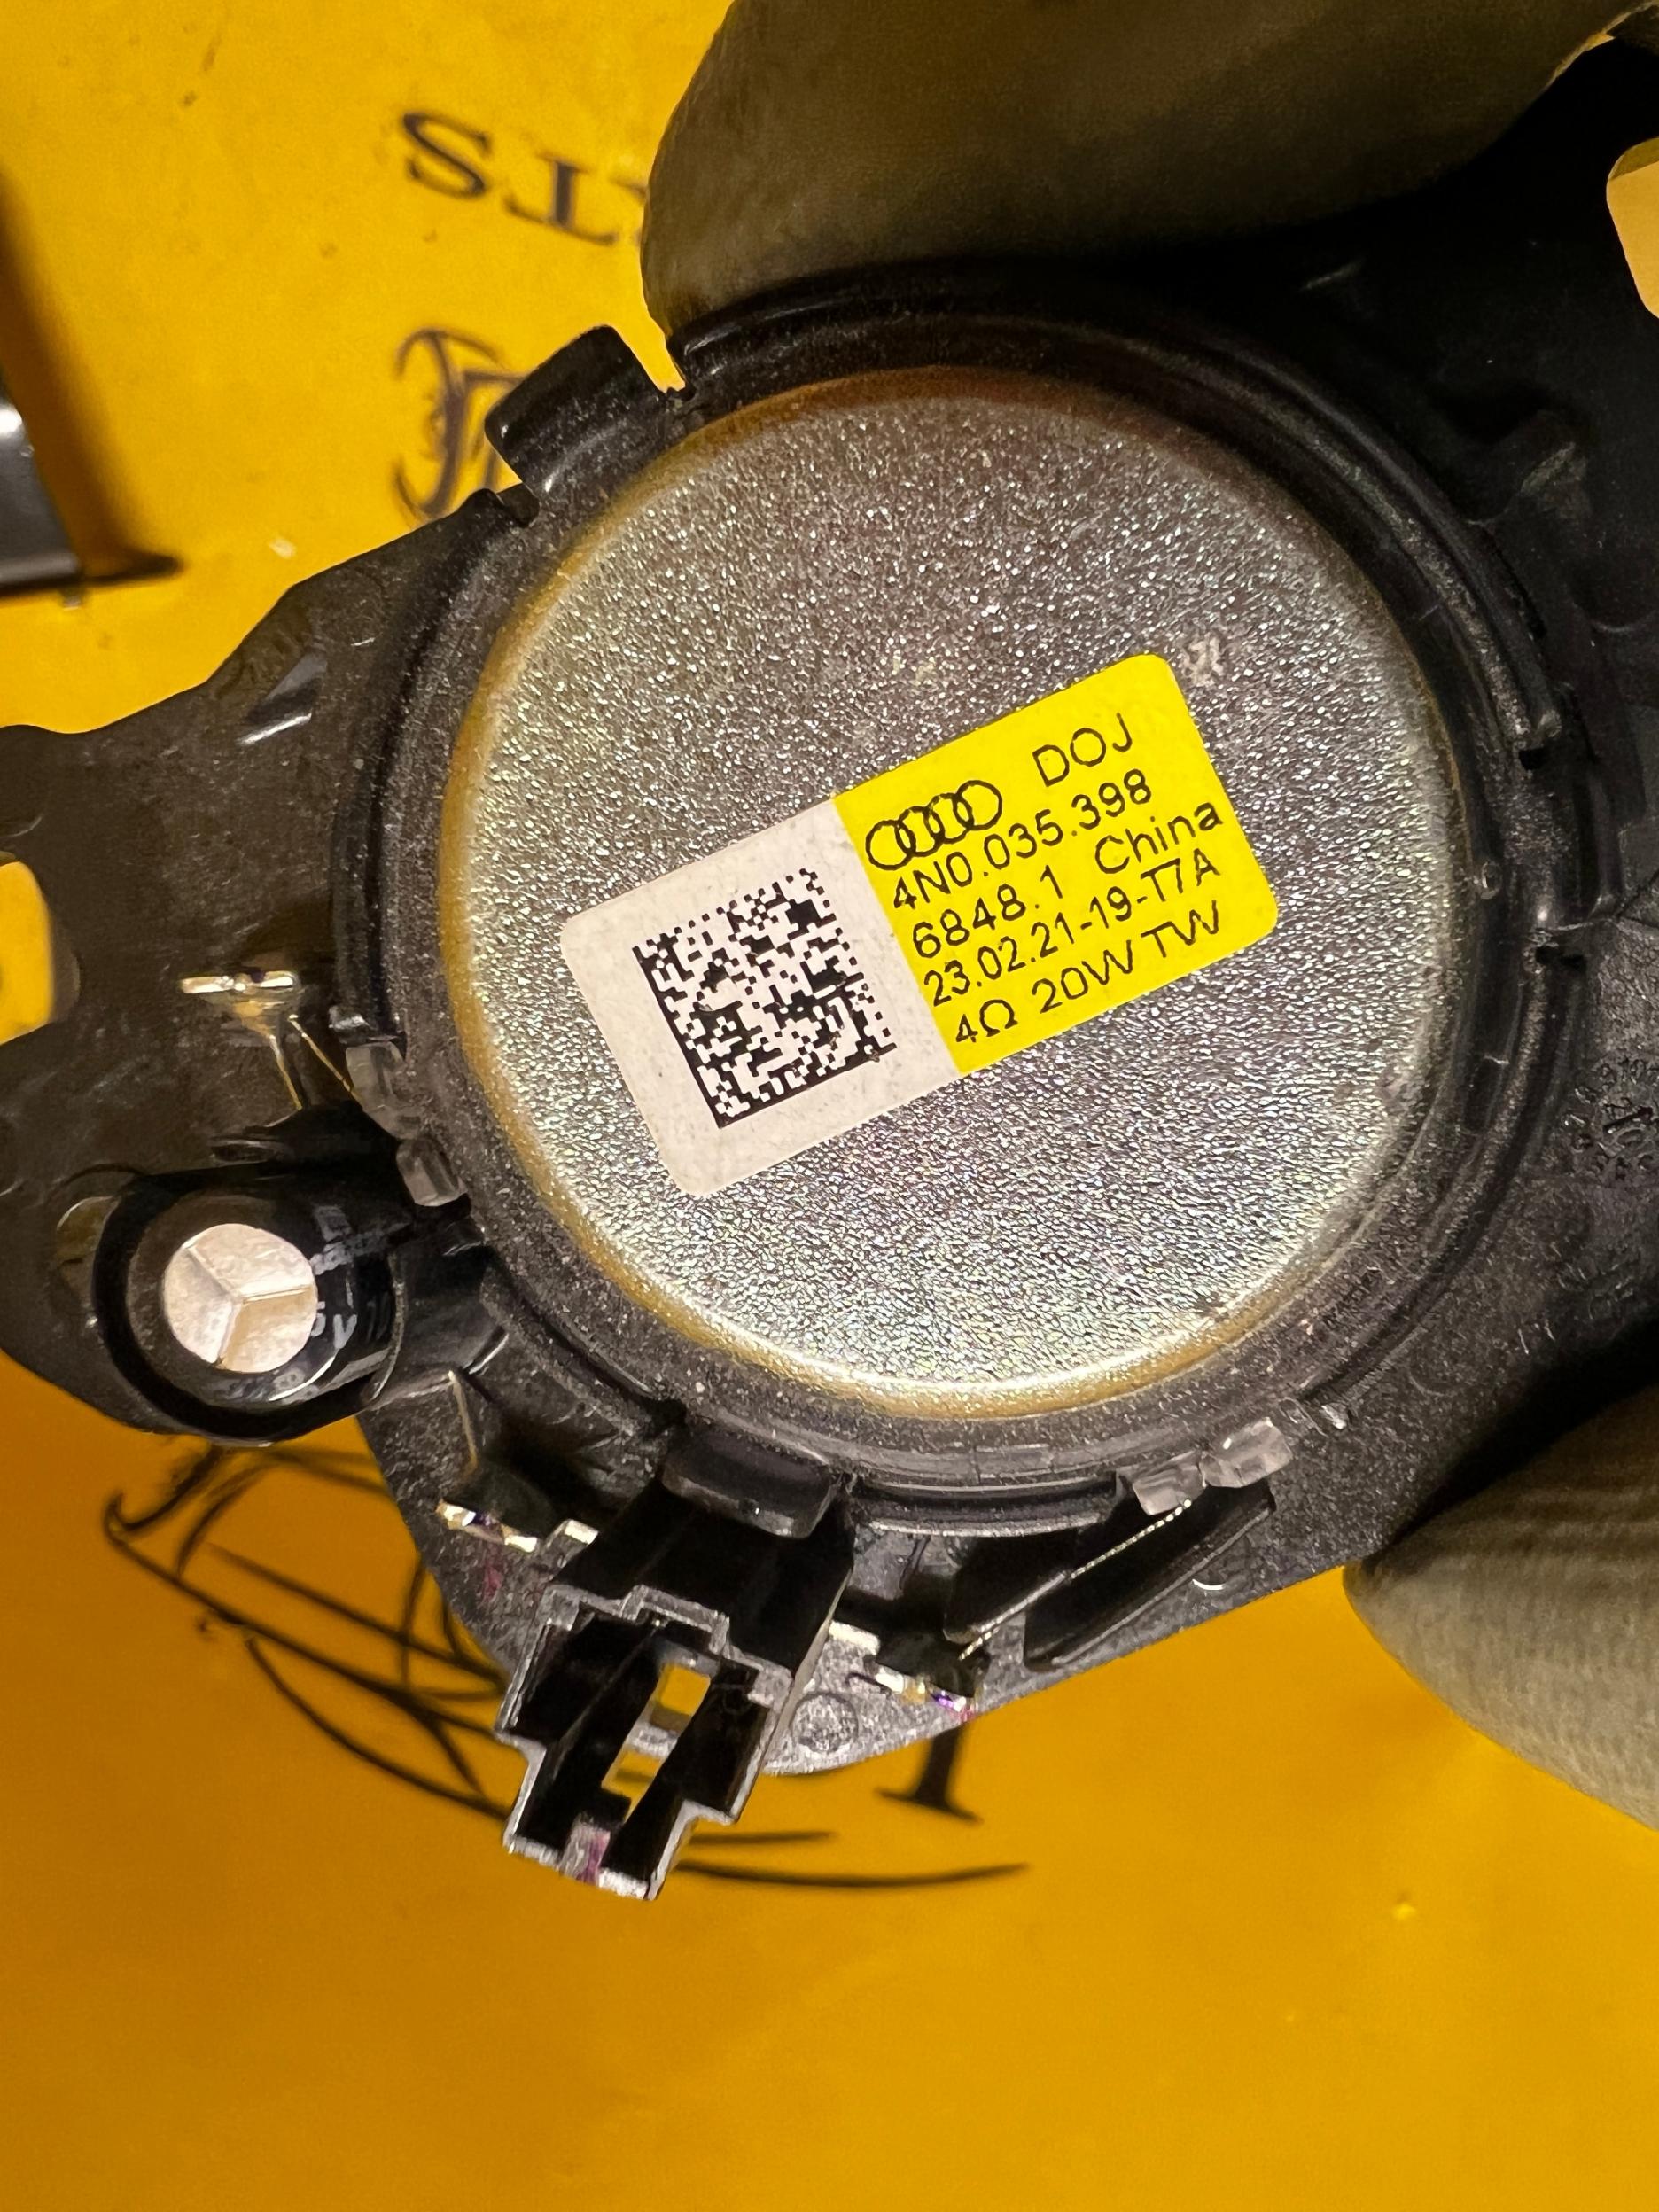 DOJ
4N0.035.398
6848.1 China
23.02.21-19-T7A
4Ω 20W TW